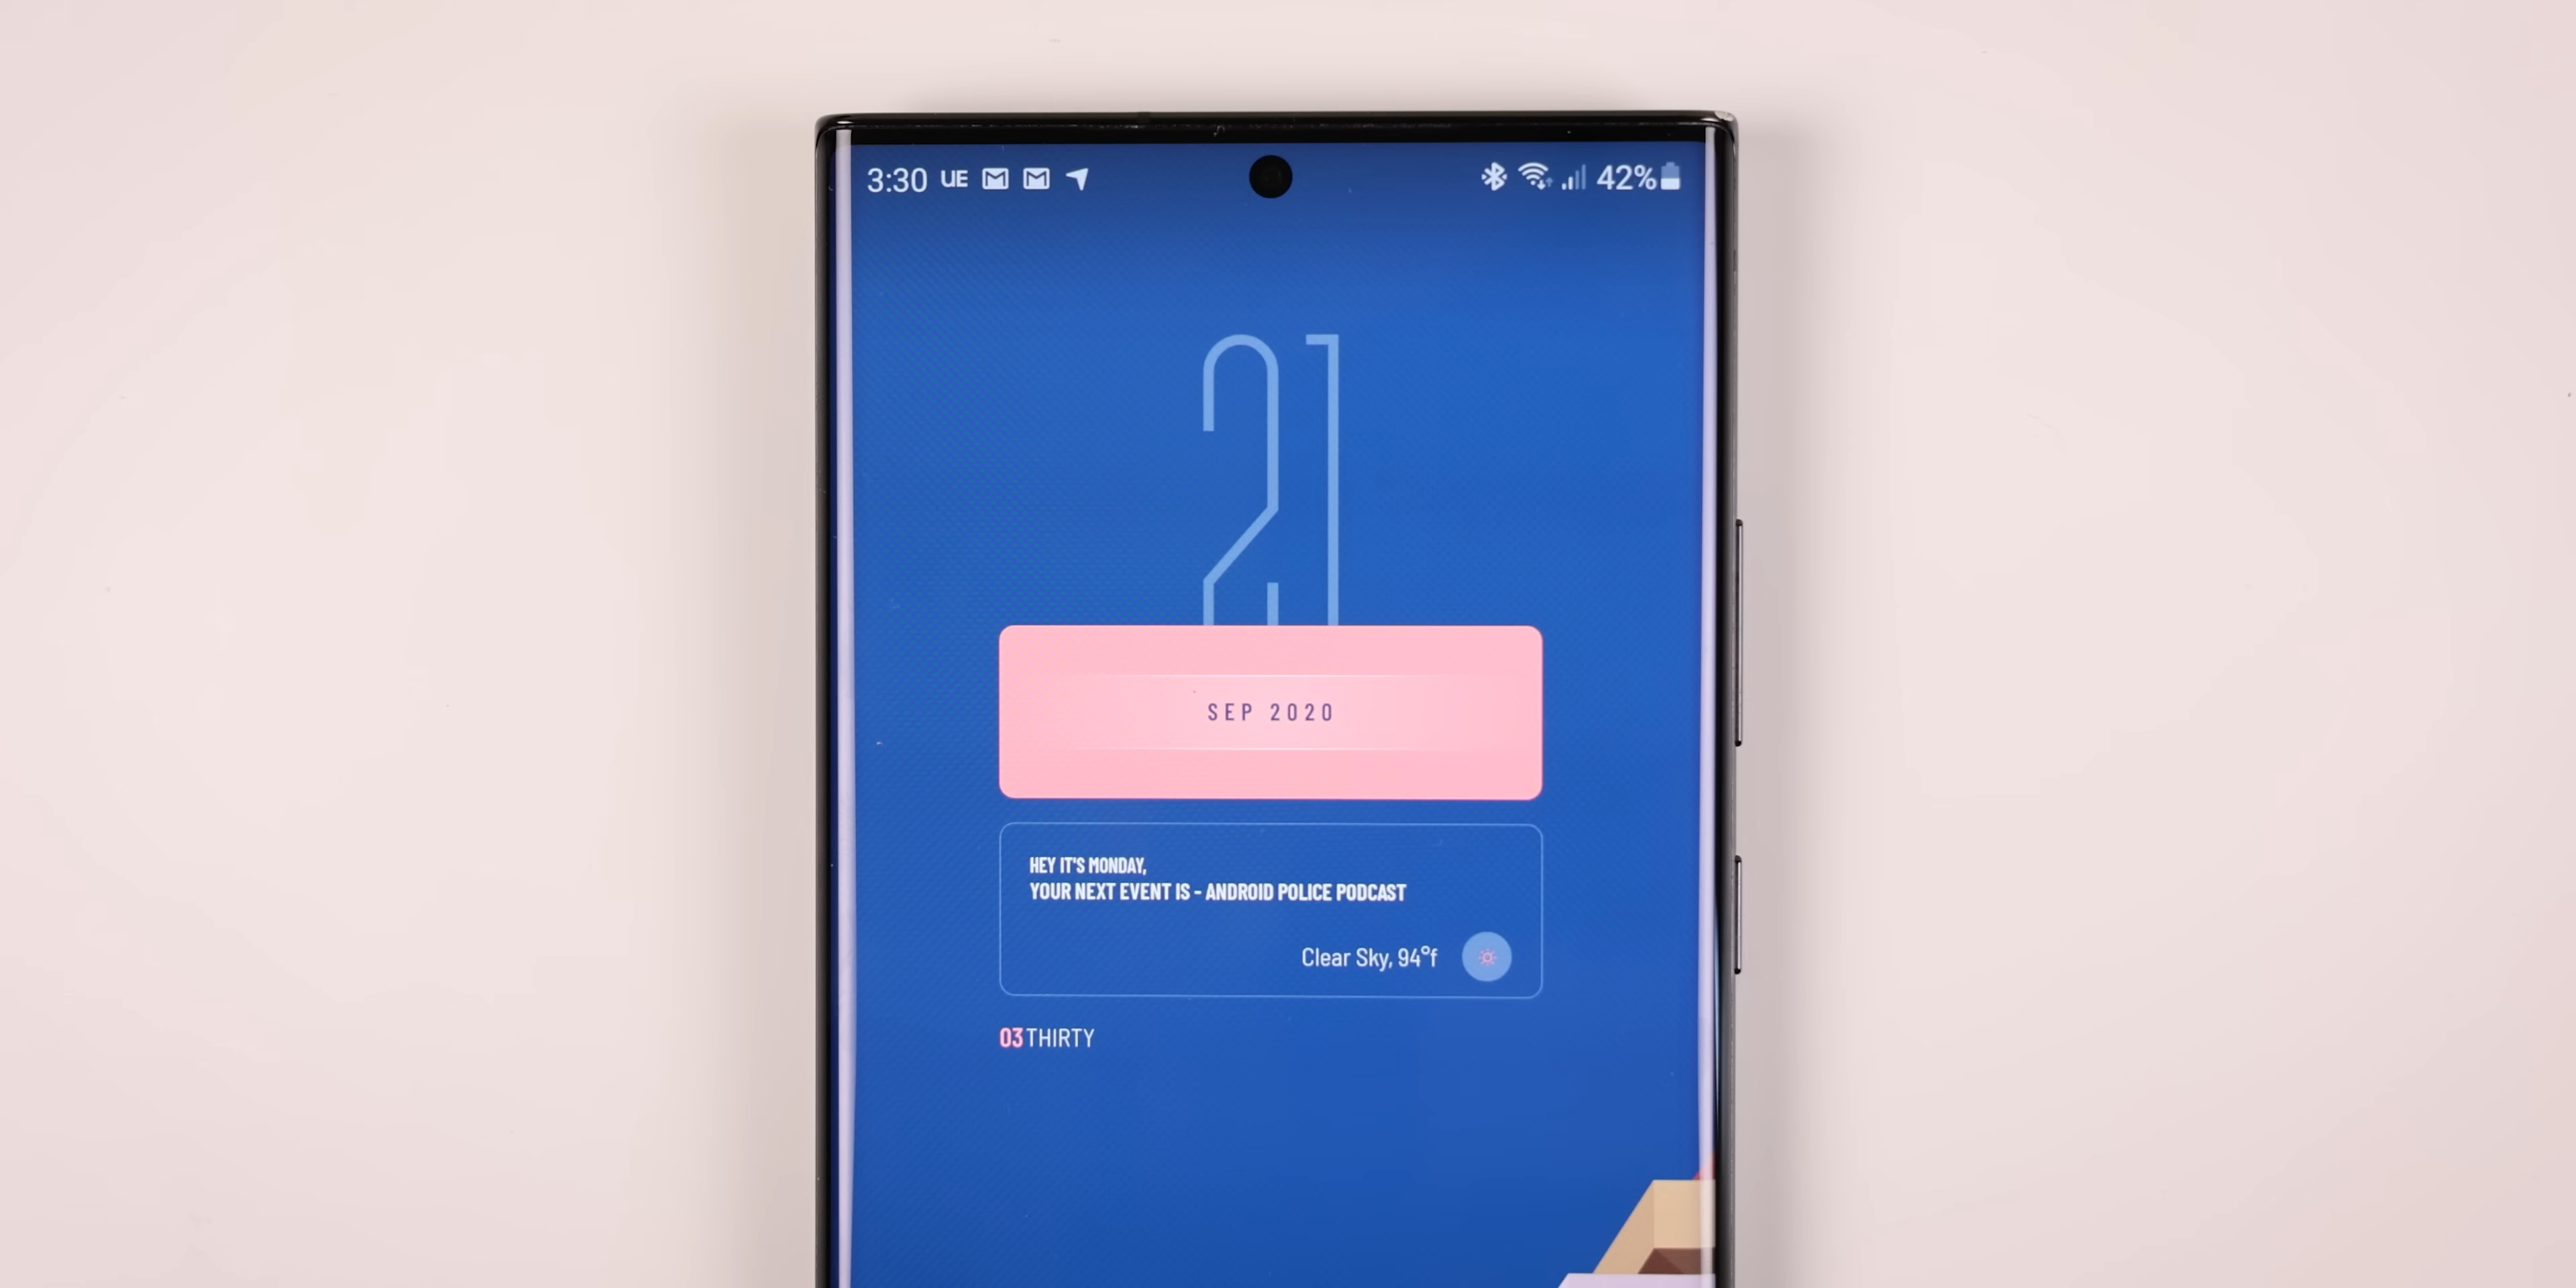 3:30 UE 42%
21
SEP 2020
HEY IT'S MONDAY,
YOUR NEXT EVENT IS - ANDROID POLICE PODCAST
Clear Sky, 94°f
03THIRTY